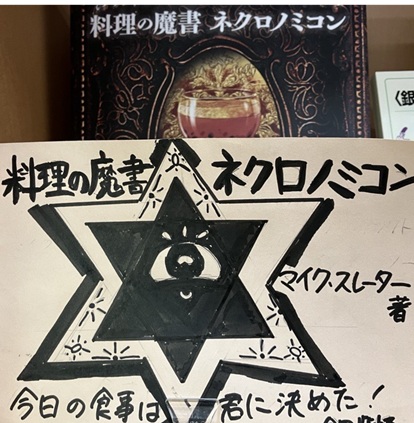 料理の魔書 ネクロノミコン
〈銀
料理の魔書 ネクロノミコン
マイク・スレーター
著
今日の食事は 君に決めた!